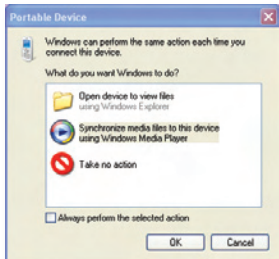 Portable Device
Windows can perform the same action each time you
connect this device.
What do you want Windows to do?
Open device to view files
using Windows Explorer
Synchronize media files to this device
using Windows Media Player
Take no action
Always perform the selected action
OK
Cancel